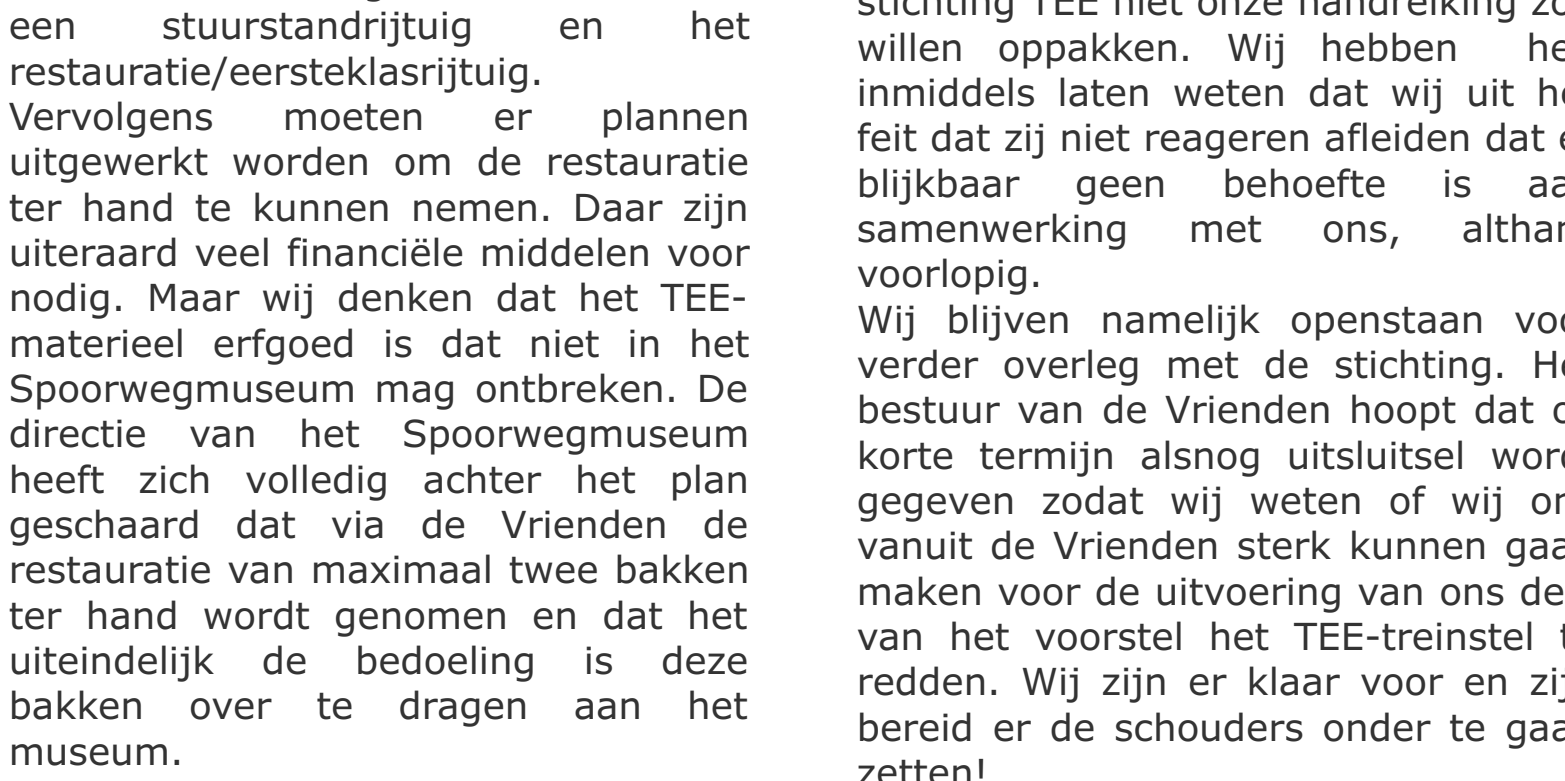 een stuurstandrijtuig en het
restauratie/eersteklasrijtuig.
Vervolgens moeten er plannen
uitgewerkt worden om de restauratie
ter hand te kunnen nemen. Daar zijn
uiteraard veel financiële middelen voor
nodig. Maar wij denken dat het TEE-
materieel erfgoed is dat niet in het
Spoorwegmuseum mag ontbreken. De
directie van het Spoorwegmuseum
heeft zich volledig achter het plan
geschaard dat via de Vrienden de
restauratie van maximaal twee bakken
ter hand wordt genomen en dat het
uiteindelijk de bedoeling is deze
bakken over te dragen aan het
museum.
stichting TEE niet onze handreiking
willen oppakken. Wij hebben
inmiddels laten weten dat wij uit
feit dat zij niet reageren afleiden dat
blijkbaar geen behoefte is
samenwerking met ons,
voorlopig.
Wij blijven namelijk openstaan
verder overleg met de stichting.
bestuur van de Vrienden hoopt dat
korte termijn alsnog uitsluitsel
gegeven zodat wij weten of wij
vanuit de Vrienden sterk kunnen
maken voor de uitvoering van ons
van het voorstel het TEE-treinstel
redden. Wij zijn er klaar voor en
bereid er de schouders onder te
zetten!